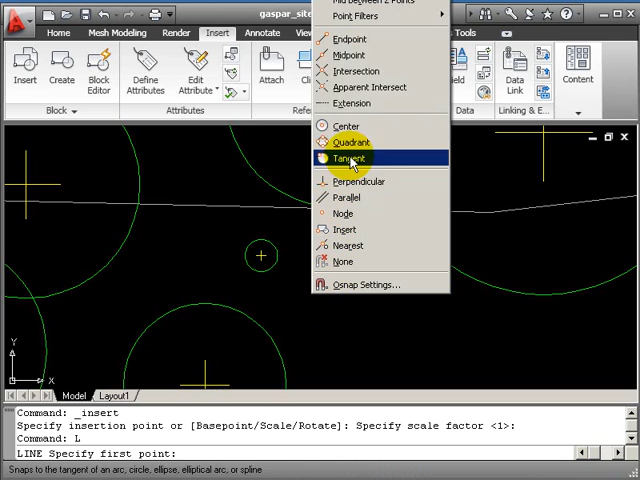 Mid Between 2 Points
gaspar_site
Point Filters
Home Mesh Modeling Render Insert Annotate
s Tools
Endpoint
Midpoint
Intersection
Apparent Intersect
Extension
Insert
Create
Block
Editor
Define
Attributes
Edit
Attributes
Attach
Clip
Data
Link
Content
Block
Attributes
Refer
Data
Linking & E...
Center
Quadrant
Tangent
Perpendicular
Parallel
Node
Insert
Nearest
None
Osnap Settings...
Y
X
Model
Layout1
Command: _insert
Specify insertion point or [Basepoint/Scale/Rotate]: Specify scale factor <1>:
Command: L
LINE Specify first point:
Snaps to the tangent of an arc, circle, ellipse, elliptical arc, or spline